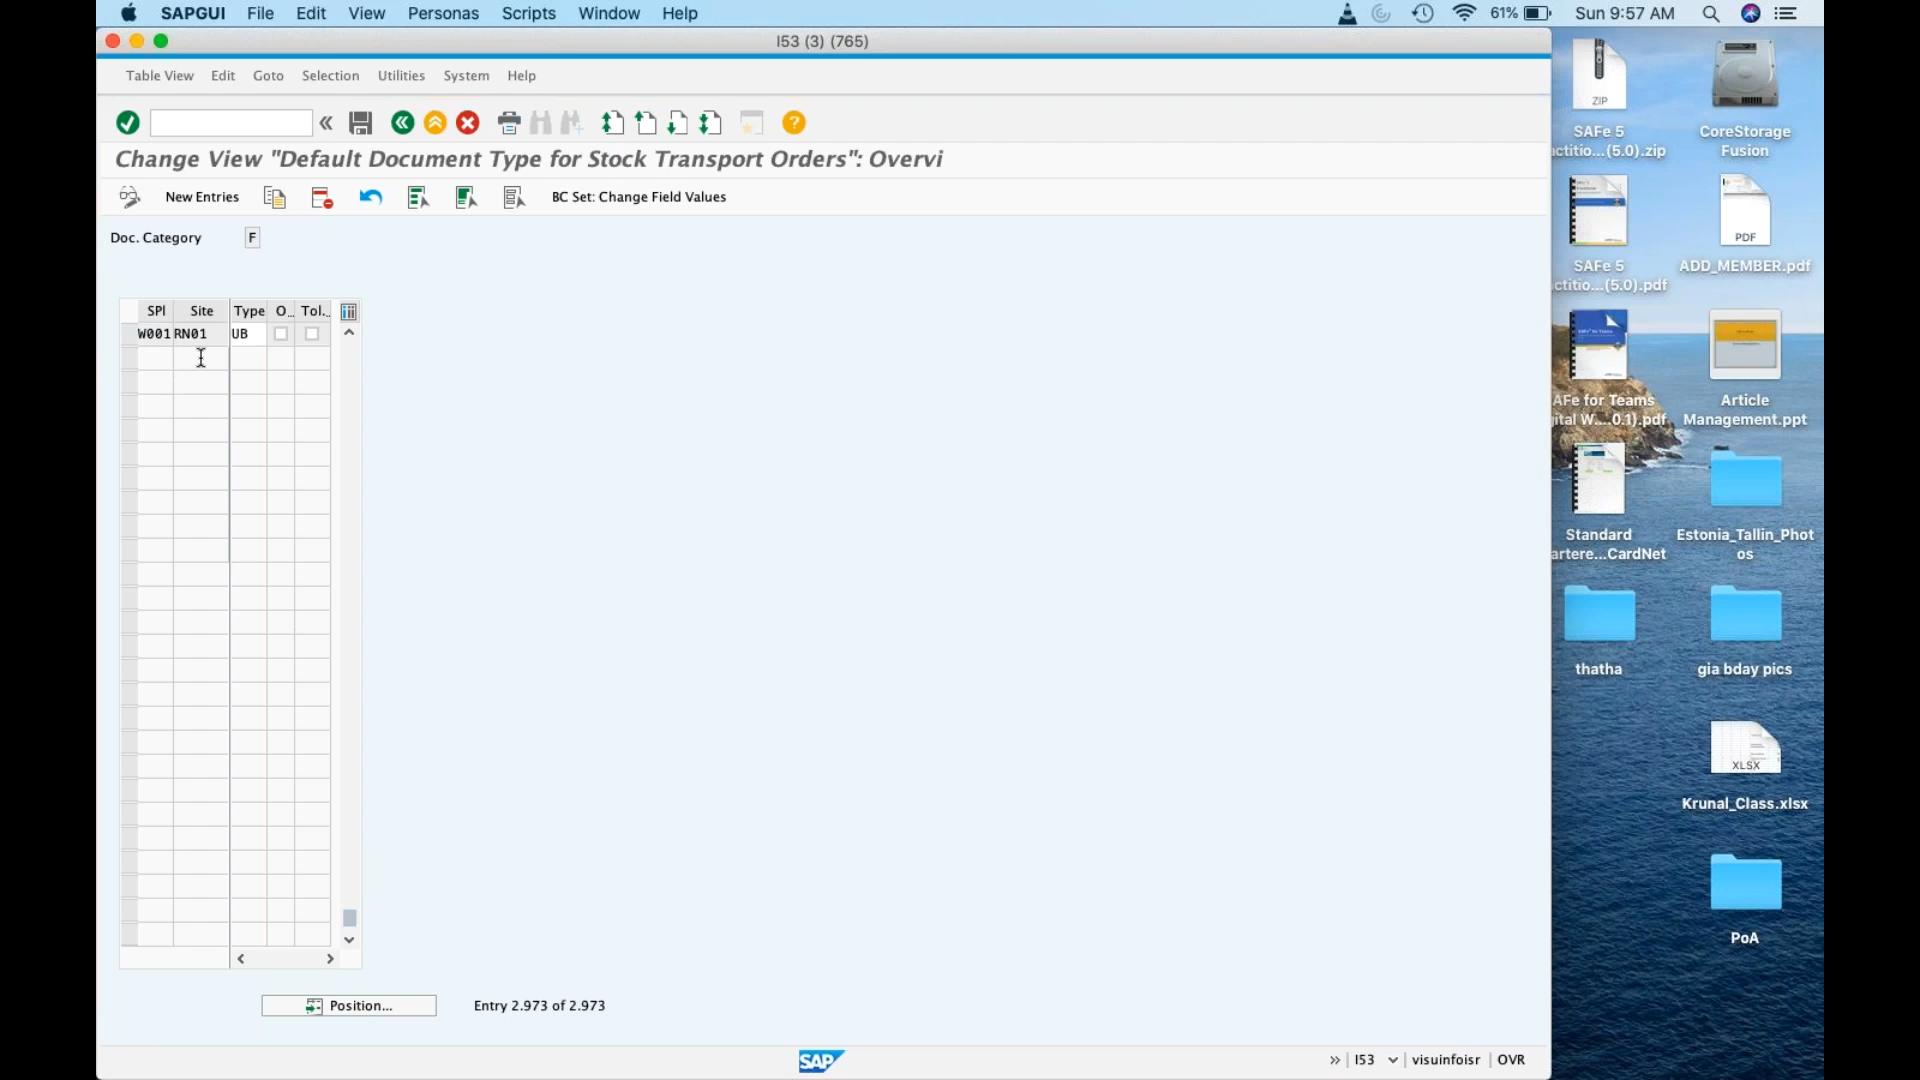 SAPGUI File Edit View Personas Scripts Window Help 61% Sun 9:57 AM
I53 (3) (765)
Table View Edit Goto Selection Utilities System Help
Change View "Default Document Type for Stock Transport Orders": Overvi
New Entries BC Set: Change Field Values
Doc. Category F
SPl Site Type O.. Tol..
W001 RN01 UB
Position... Entry 2.973 of 2.973
SAP
I53 visuinfoisr OVR
ZIP
SAFe 5
actitio...(5.0).zip
CoreStorage
Fusion
SAFe 5
actitio...(5.0).pdf
PDF
ADD_MEMBER.pdf
AFe for Teams
ital W....0.1).pdf
Article
Management.ppt
Standard
artere...CardNet
Estonia_Tallin_Phot
os
thatha
gia bday pics
XLSX
Krunal_Class.xlsx
PoA